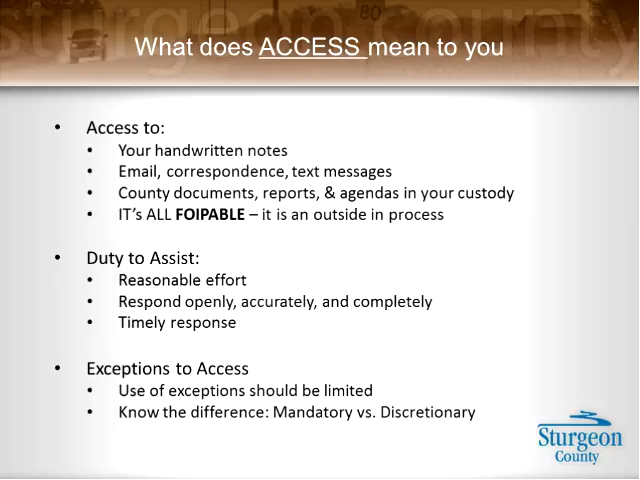 sturgeon county
80
What does ACCESS mean to you
• Access to:
• Your handwritten notes
• Email, correspondence, text messages
• County documents, reports, & agendas in your custody
• IT’s ALL FOIPABLE – it is an outside in process
• Duty to Assist:
• Reasonable effort
• Respond openly, accurately, and completely
• Timely response
• Exceptions to Access
• Use of exceptions should be limited
• Know the difference: Mandatory vs. Discretionary
Sturgeon
County